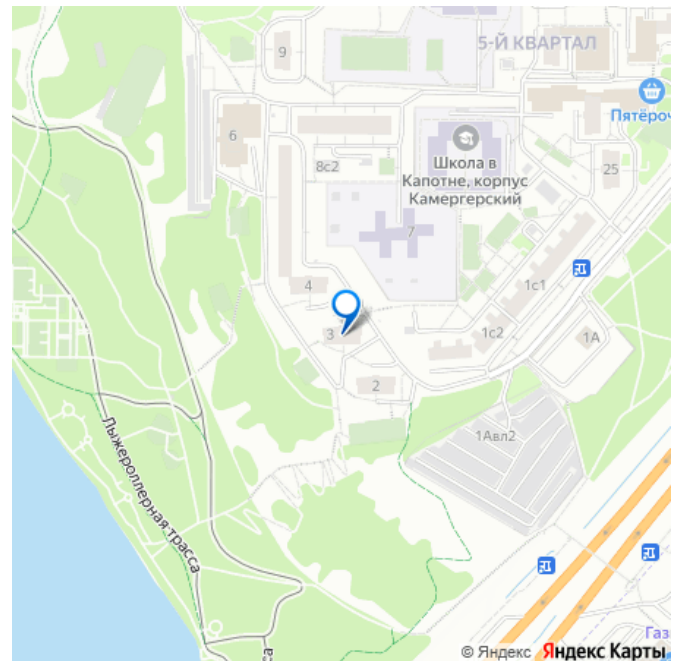 9
5-Й КВАРТАЛ
Пятёроч
6
8с2
Школа в
Капотне, корпус
Камергерский
25
7
4
1с1
3
1с2
1А
2
1Авл2
Лыжероллерная трасса
са
Газ
© Яндекс Яндекс Карты